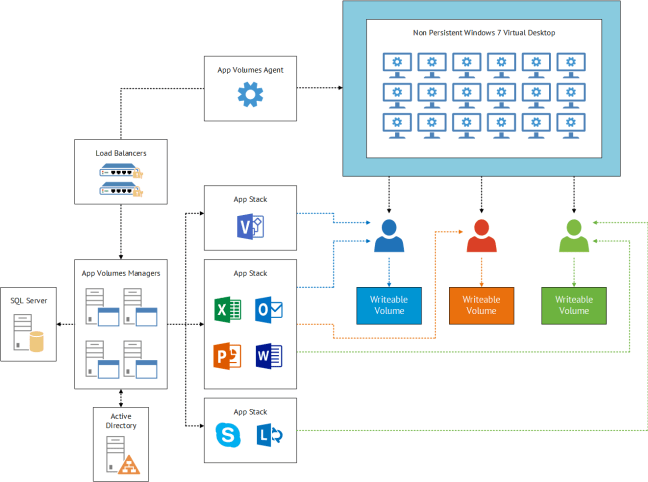 Non Persistent Windows 7 Virtual Desktop
App Volumes Agent
Load Balancers
App Stack
V
SQL Server
App Volumes Managers
App Stack
X
O
P
W
Writeable
Volume
Writeable
Volume
Writeable
Volume
Active
Directory
App Stack
S
L